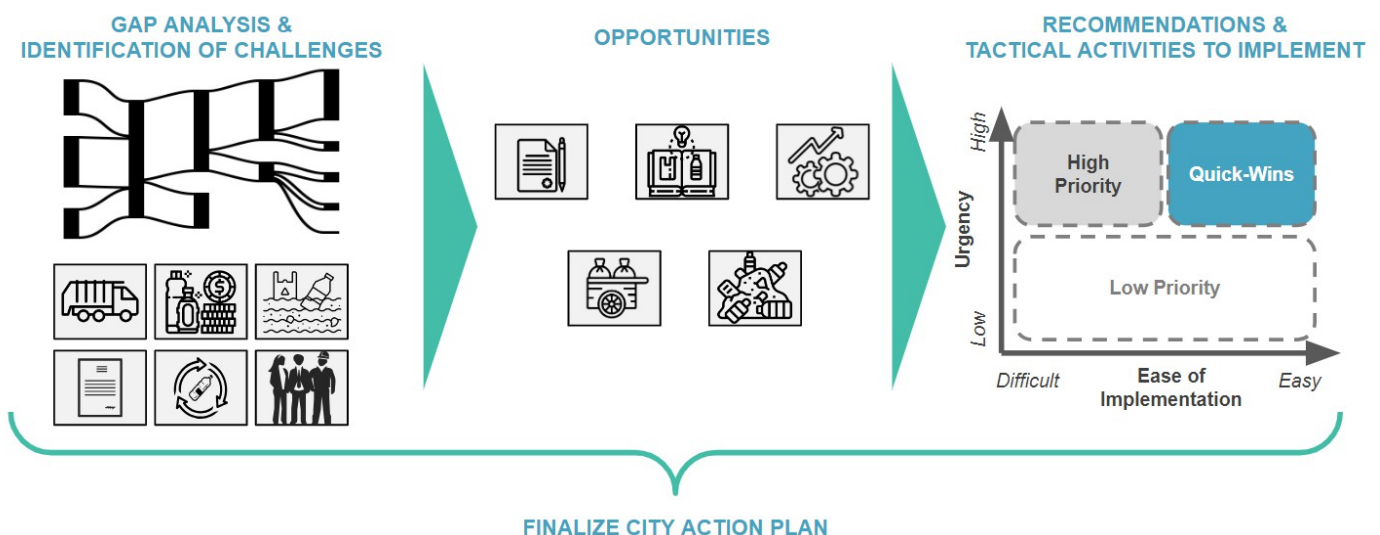 GAP ANALYSIS &
IDENTIFICATION OF CHALLENGES
OPPORTUNITIES
RECOMMENDATIONS &
TACTICAL ACTIVITIES TO IMPLEMENT
High
High
Priority
Quick-Wins
Urgency
Low Priority
Low
Difficult
Ease of
Implementation
Easy
$
FINALIZE CITY ACTION PLAN